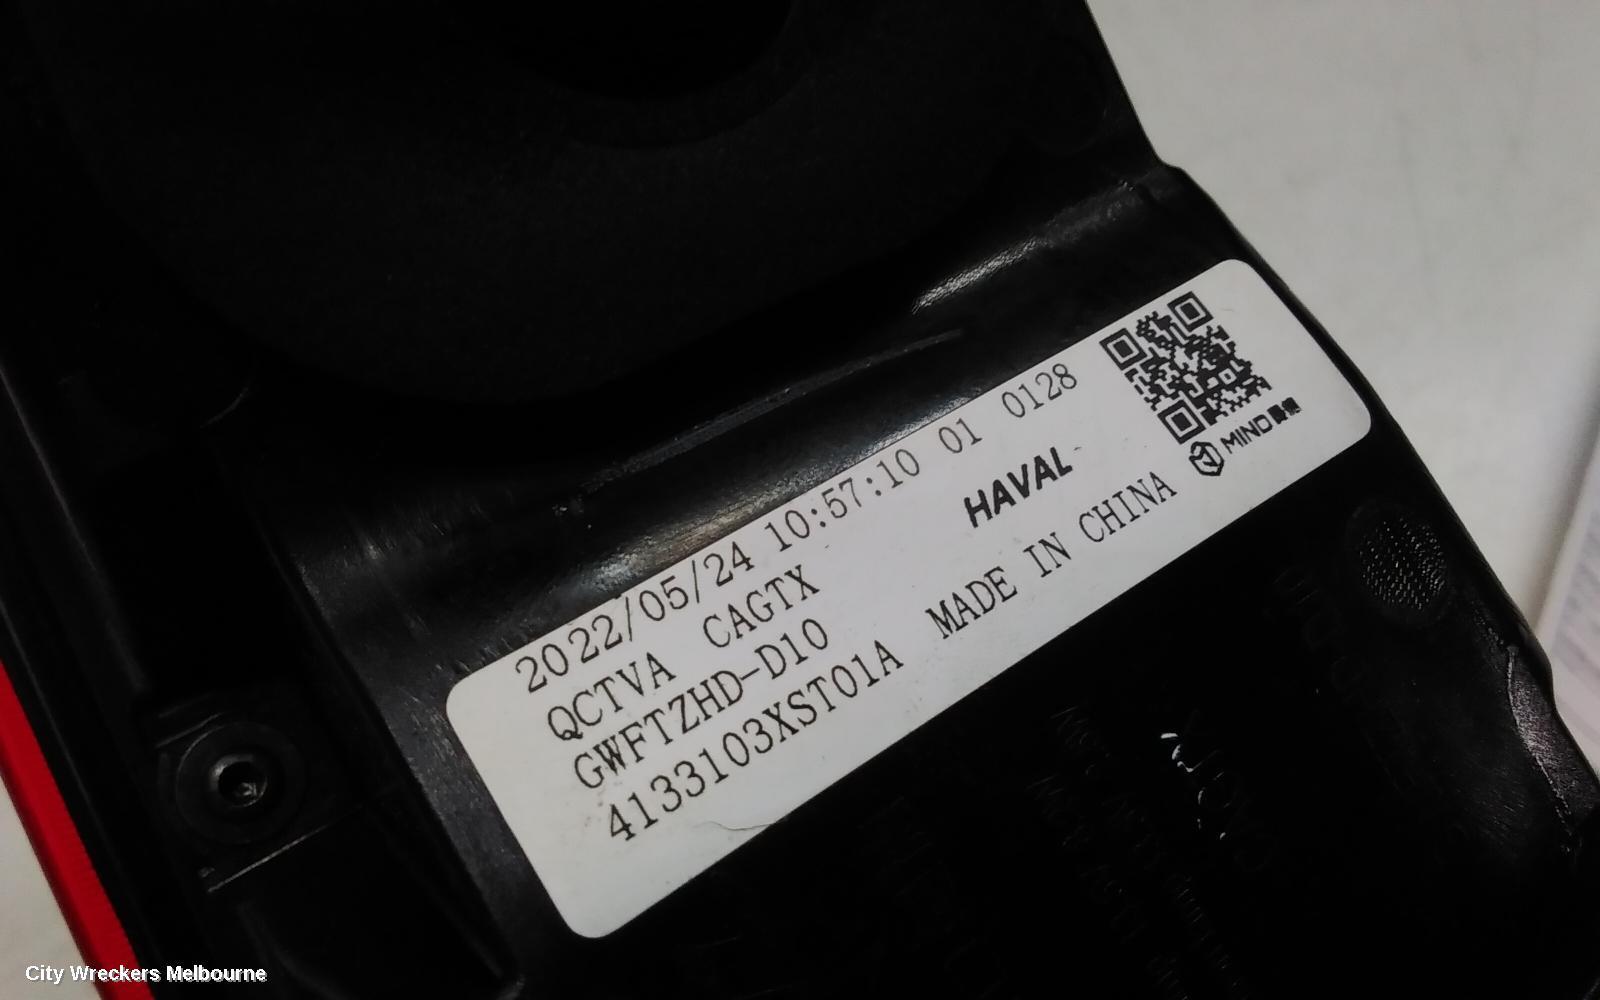 2022/05/24 10:57:10 01 0128
QCTVA CAGTX
HAVAL
GWFTZHD-D10
4133103XST01A MADE IN CHINA
MIND
City Wreckers Melbourne